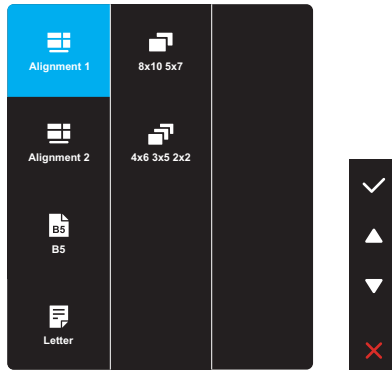 Alignment 1
8x10 5x7
Alignment 2
4x6 3x5 2x2
B5
B5
Letter